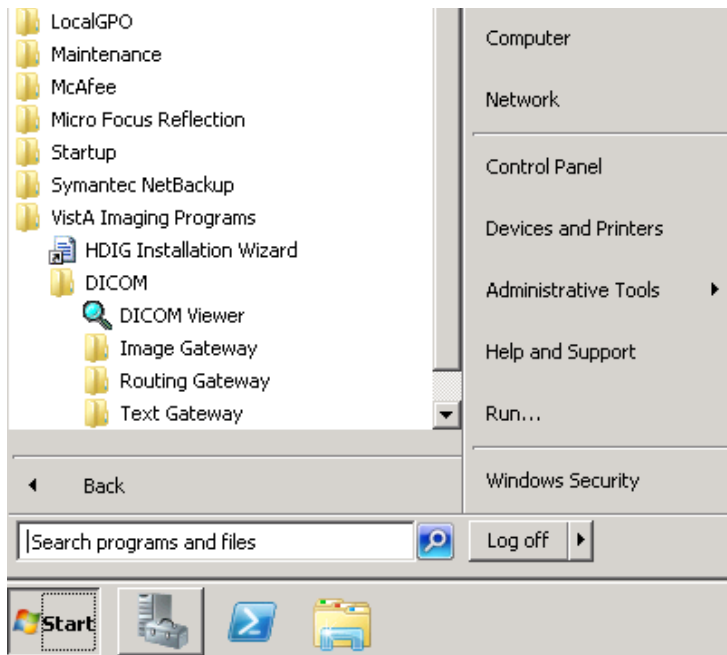 LocalGPO
Maintenance
McAfee
Micro Focus Reflection
Startup
Symantec NetBackup
VistA Imaging Programs
HDIG Installation Wizard
DICOM
DICOM Viewer
Image Gateway
Routing Gateway
Text Gateway
Back
Search programs and files
Computer
Network
Control Panel
Devices and Printers
Administrative Tools
Help and Support
Run...
Windows Security
Log off
Start